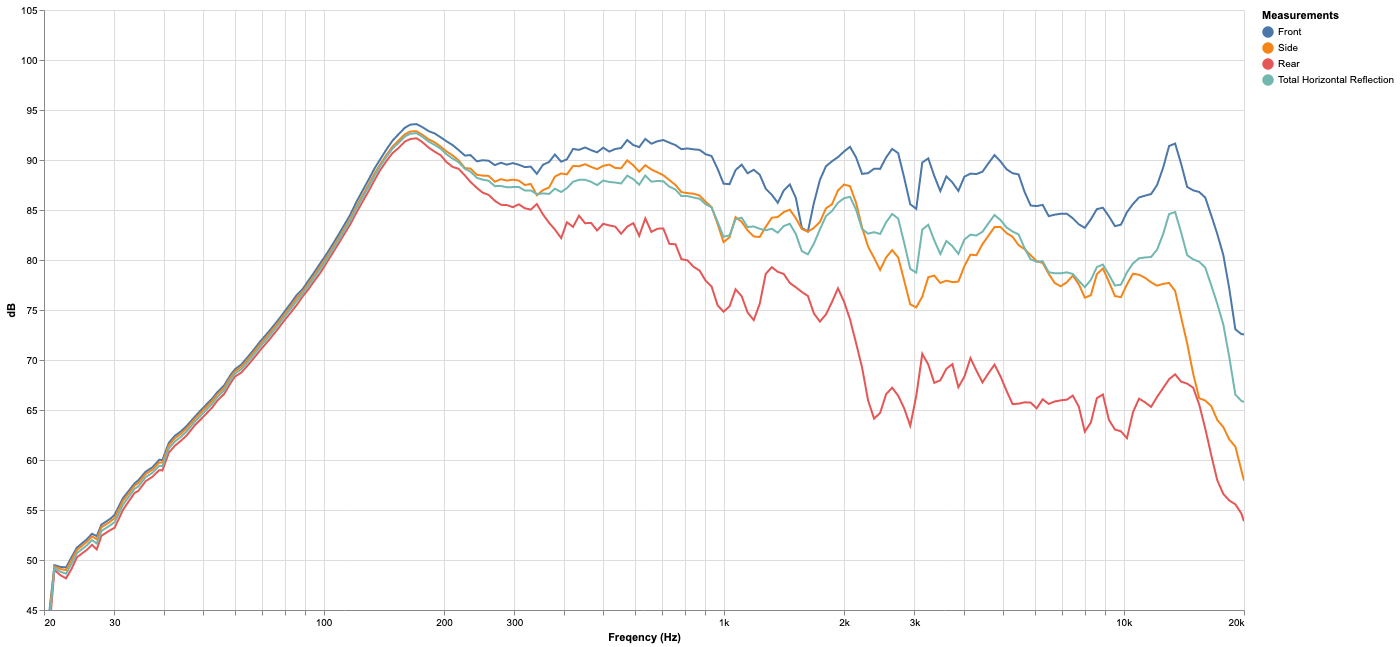 105
100
95
90
85
80
75
70
65
60
55
50
45
dB
20 30 100 200 300 1k 2k 3k 10k 20k
Freqency (Hz)
Measurements
Front
Side
Rear
Total Horizontal Reflection